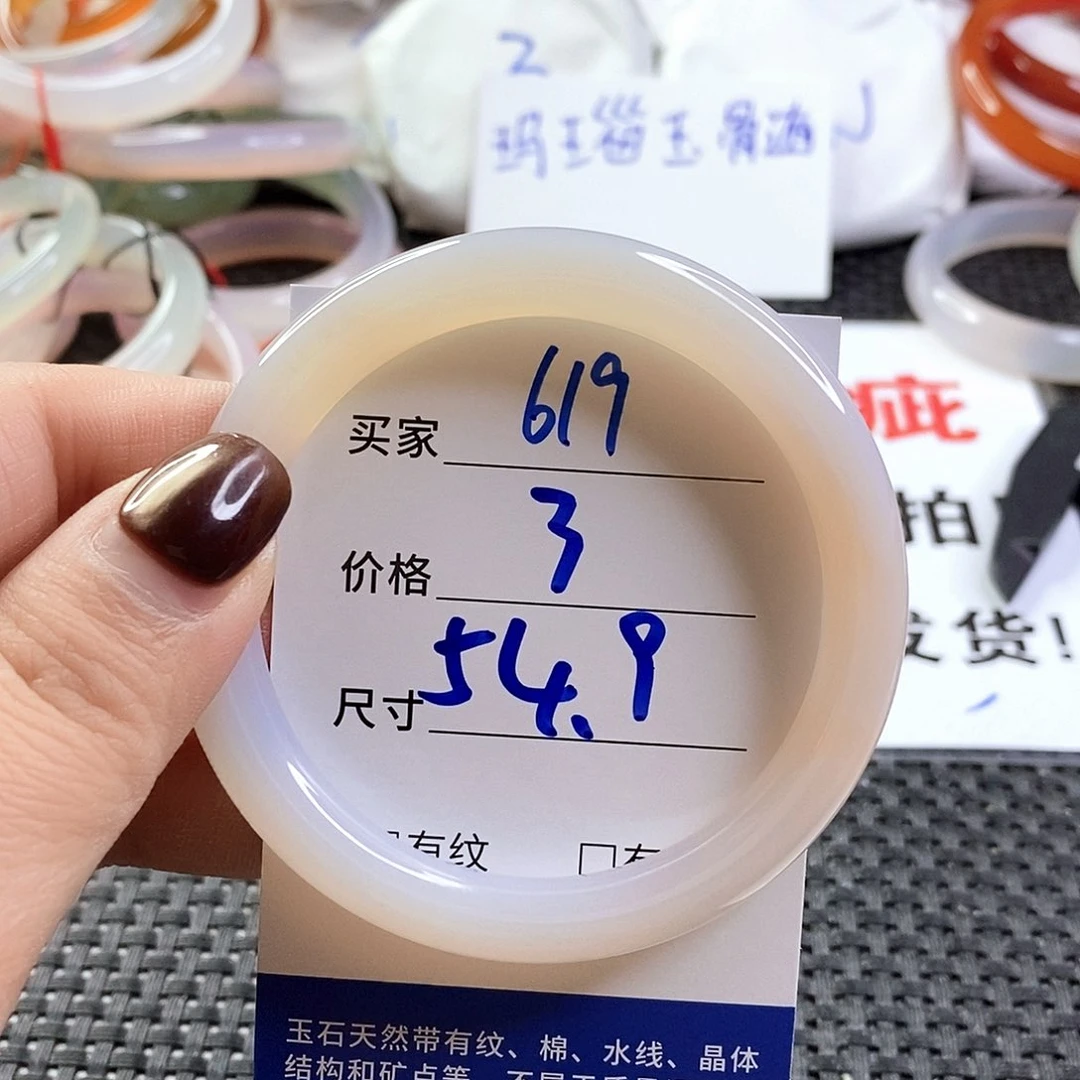 2
玛瑙玉骨髓
买家 619
价格 3
尺寸 54.9
有纹 □有
疵
拍
发货!
玉石天然带有纹、棉、水线、晶体
结构和矿点等